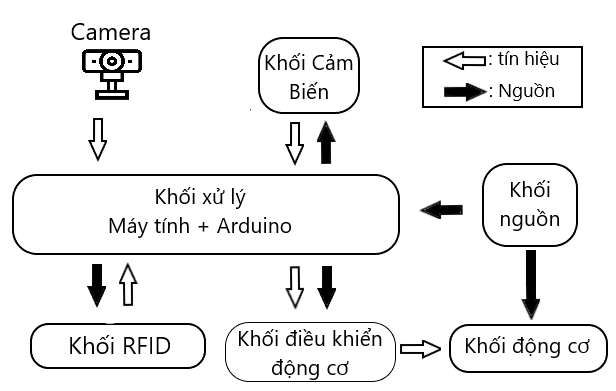 Camera
Khối Cảm
Biến
: tín hiệu
: Nguồn
Khối xử lý
Máy tính + Arduino
Khối
nguồn
Khối RFID
Khối điều khiển
động cơ
Khối động cơ